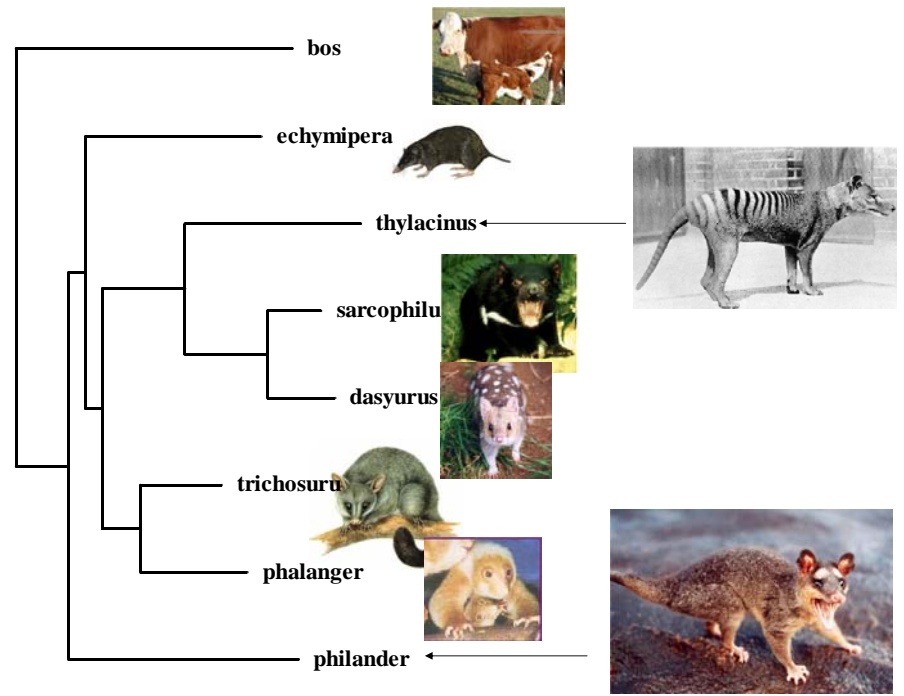 bos
echymipera
thylacinus
sarcophilu
dasyurus
trichosuru
phalanger
philander